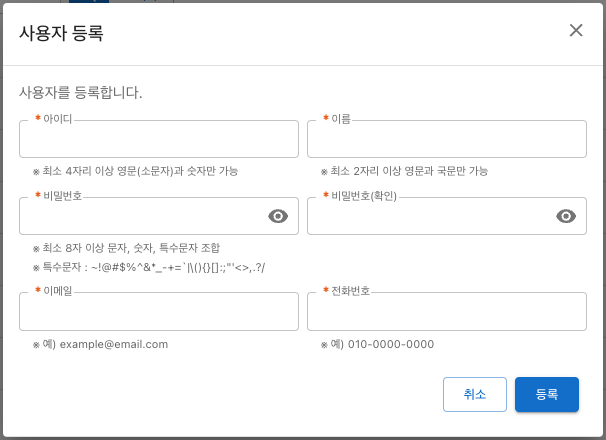 사용자 등록
사용자를 등록합니다.
* 아이디
* 이름
※ 최소 4자리 이상 영문(소문자)과 숫자만 가능
※ 최소 2자리 이상 영문과 국문만 가능
* 비밀번호
* 비밀번호(확인)
※ 최소 8자 이상 문자, 숫자, 특수문자 조합
※ 특수문자 : ~!@#$%^&*_-+=`|\(){}[]:;"'<>,.?/
* 이메일
* 전화번호
※ 예) example@email.com
※ 예) 010-0000-0000
취소
등록